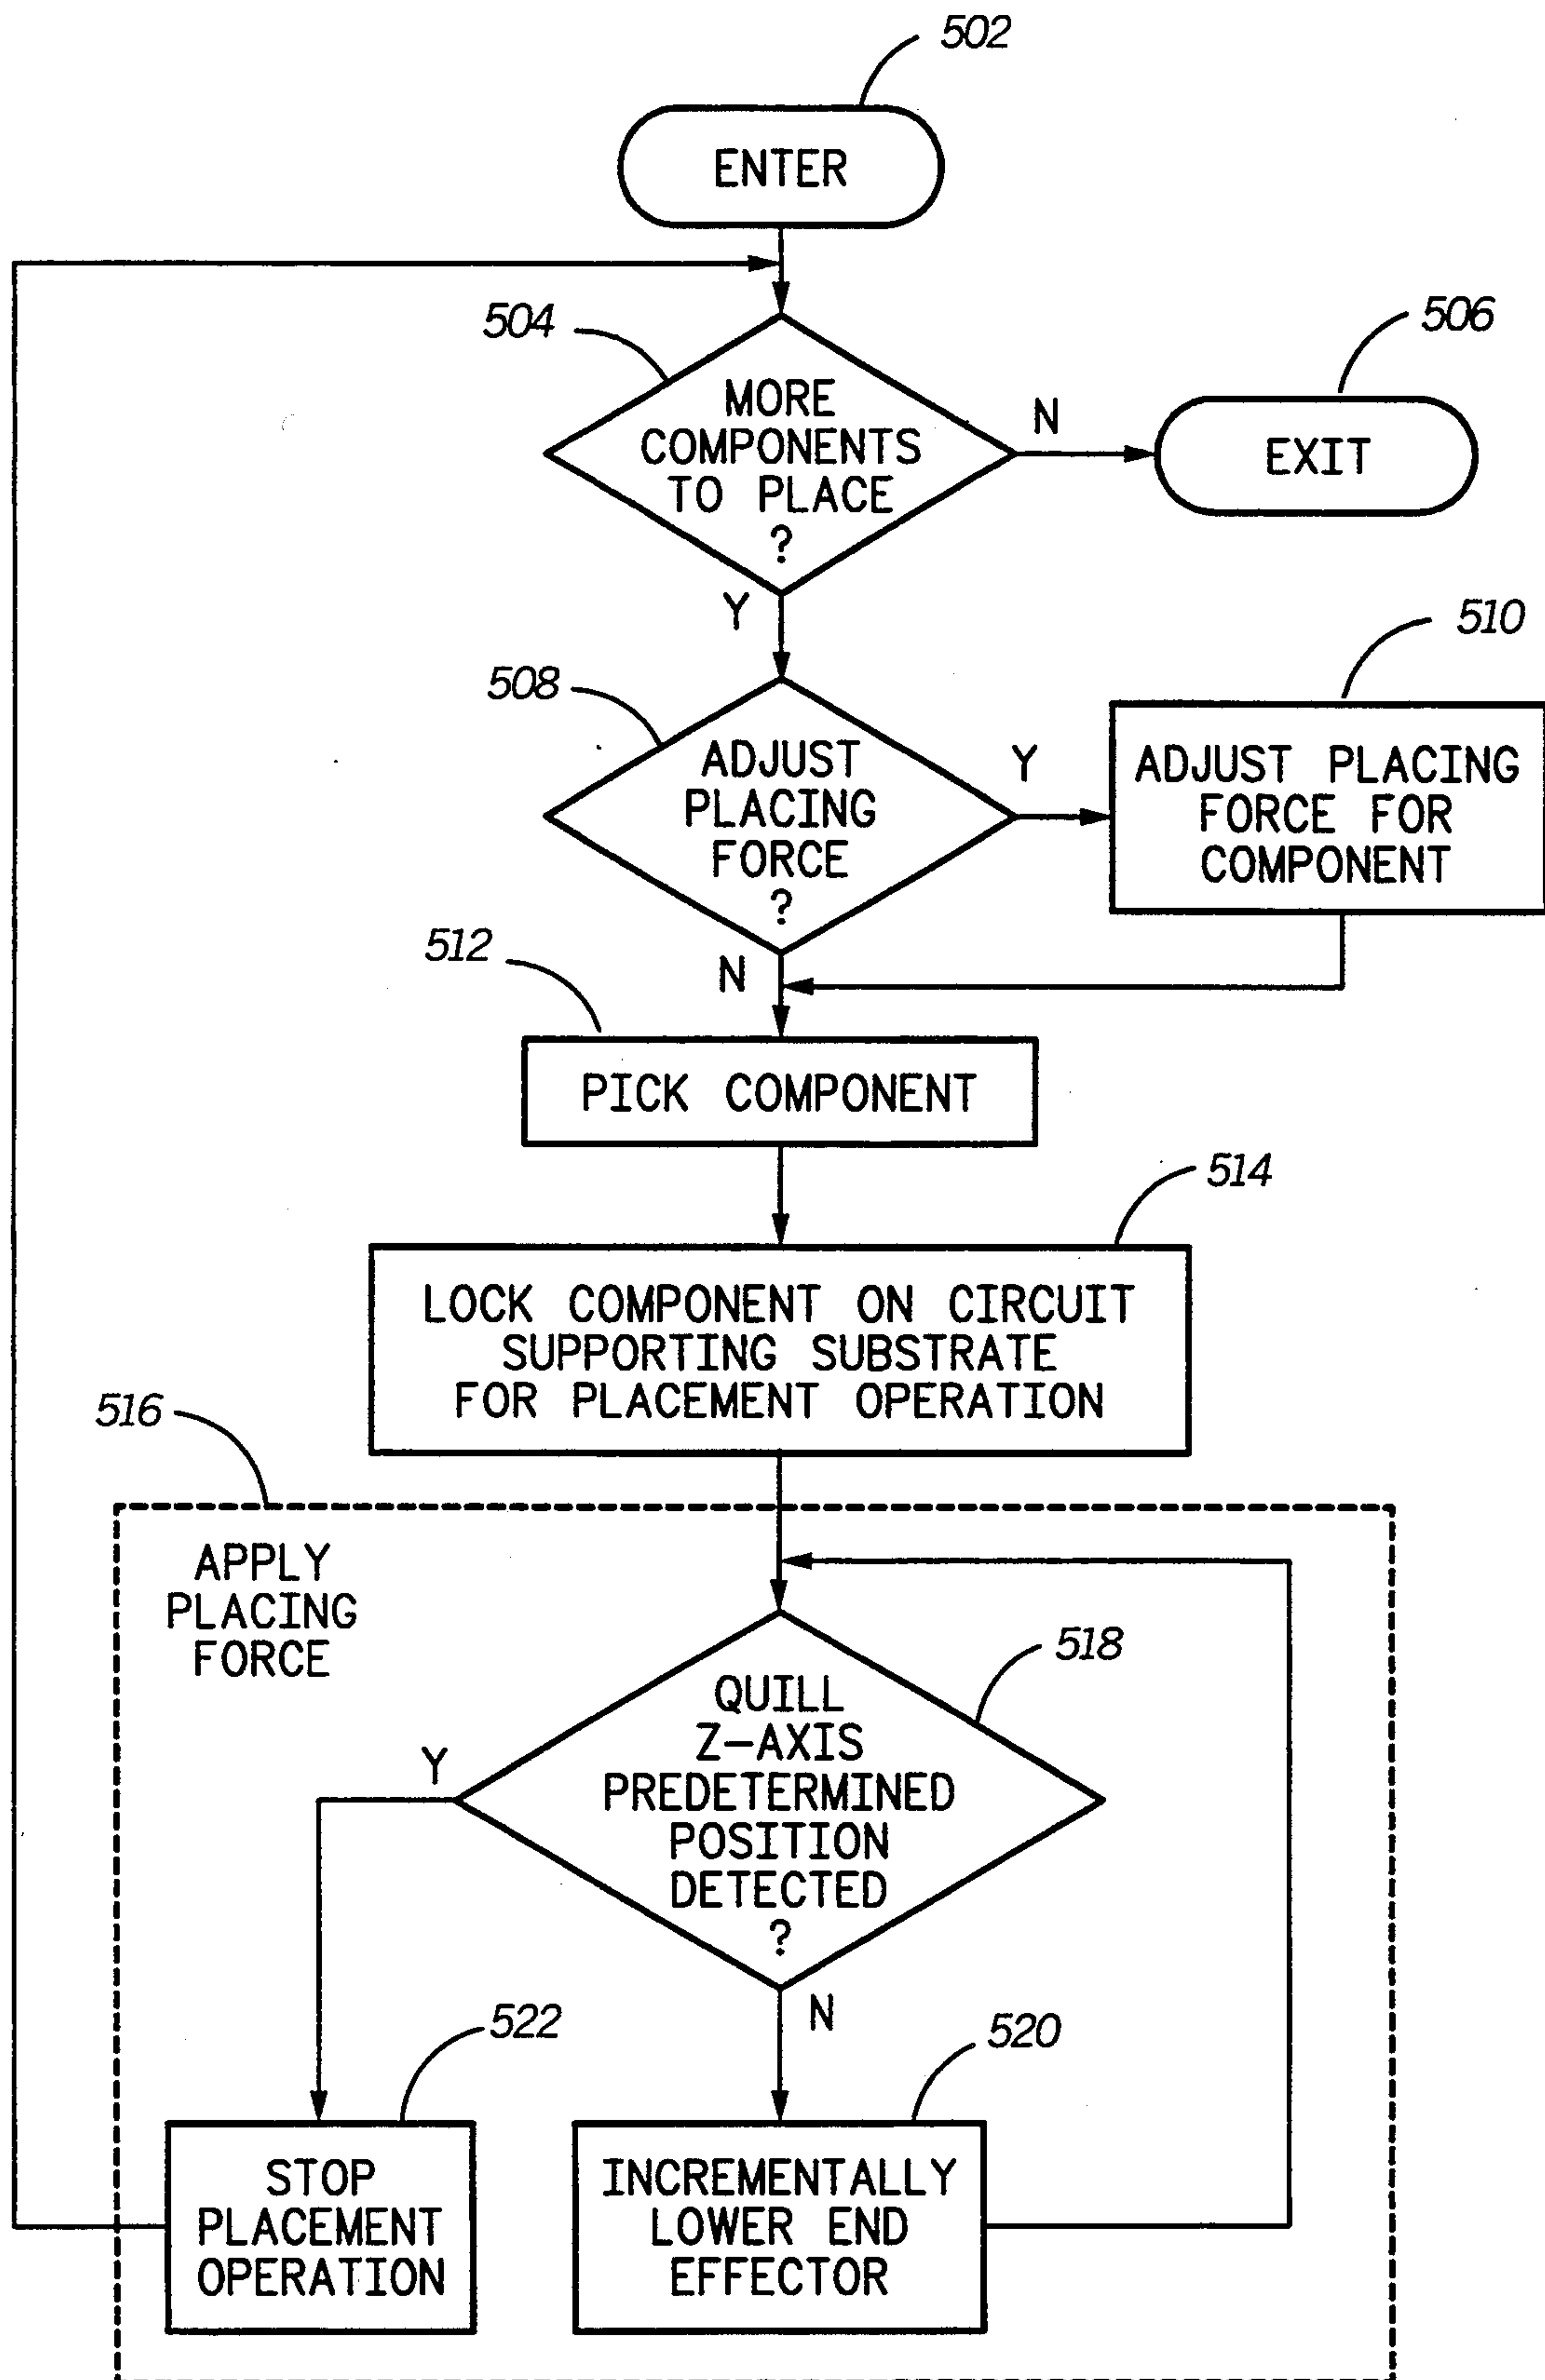 502
ENTER
504
506
MORE
COMPONENTS
TO PLACE
?
N
EXIT
Y
510
508
ADJUST
PLACING
FORCE
?
Y
ADJUST PLACING
FORCE FOR
COMPONENT
512
N
PICK COMPONENT
514
LOCK COMPONENT ON CIRCUIT
SUPPORTING SUBSTRATE
FOR PLACEMENT OPERATION
516
APPLY
PLACING
FORCE
518
QUILL
Z-AXIS
PREDETERMINED
POSITION
DETECTED
?
Y
N
522
520
STOP
PLACEMENT
OPERATION
INCREMENTALLY
LOWER END
EFFECTOR